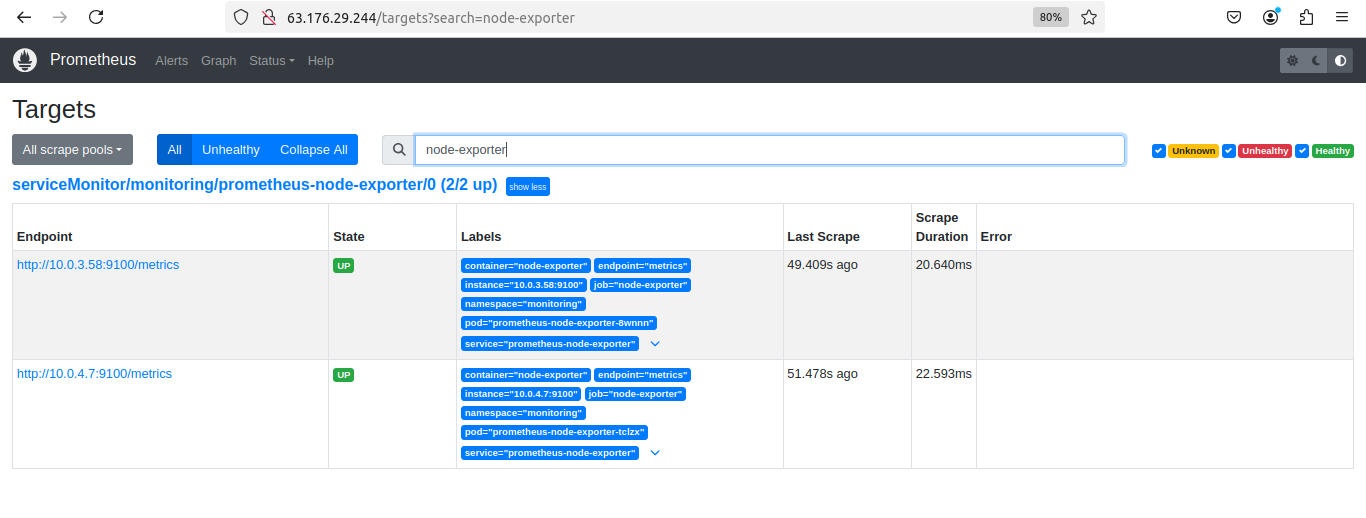 63.176.29.244/targets?search=node-exporter 80%
Prometheus Alerts Graph Status Help
Targets
All scrape pools All Unhealthy Collapse All node-exporter Unknown Unhealthy Healthy
serviceMonitor/monitoring/prometheus-node-exporter/0 (2/2 up) show less
Endpoint State Labels Last Scrape Scrape Duration Error
http://10.0.3.58:9100/metrics UP container="node-exporter" endpoint="metrics" 49.409s ago 20.640ms
instance="10.0.3.58:9100" job="node-exporter"
namespace="monitoring"
pod="prometheus-node-exporter-8wnnn"
service="prometheus-node-exporter"
http://10.0.4.7:9100/metrics UP container="node-exporter" endpoint="metrics" 51.478s ago 22.593ms
instance="10.0.4.7:9100" job="node-exporter"
namespace="monitoring"
pod="prometheus-node-exporter-tclzx"
service="prometheus-node-exporter"